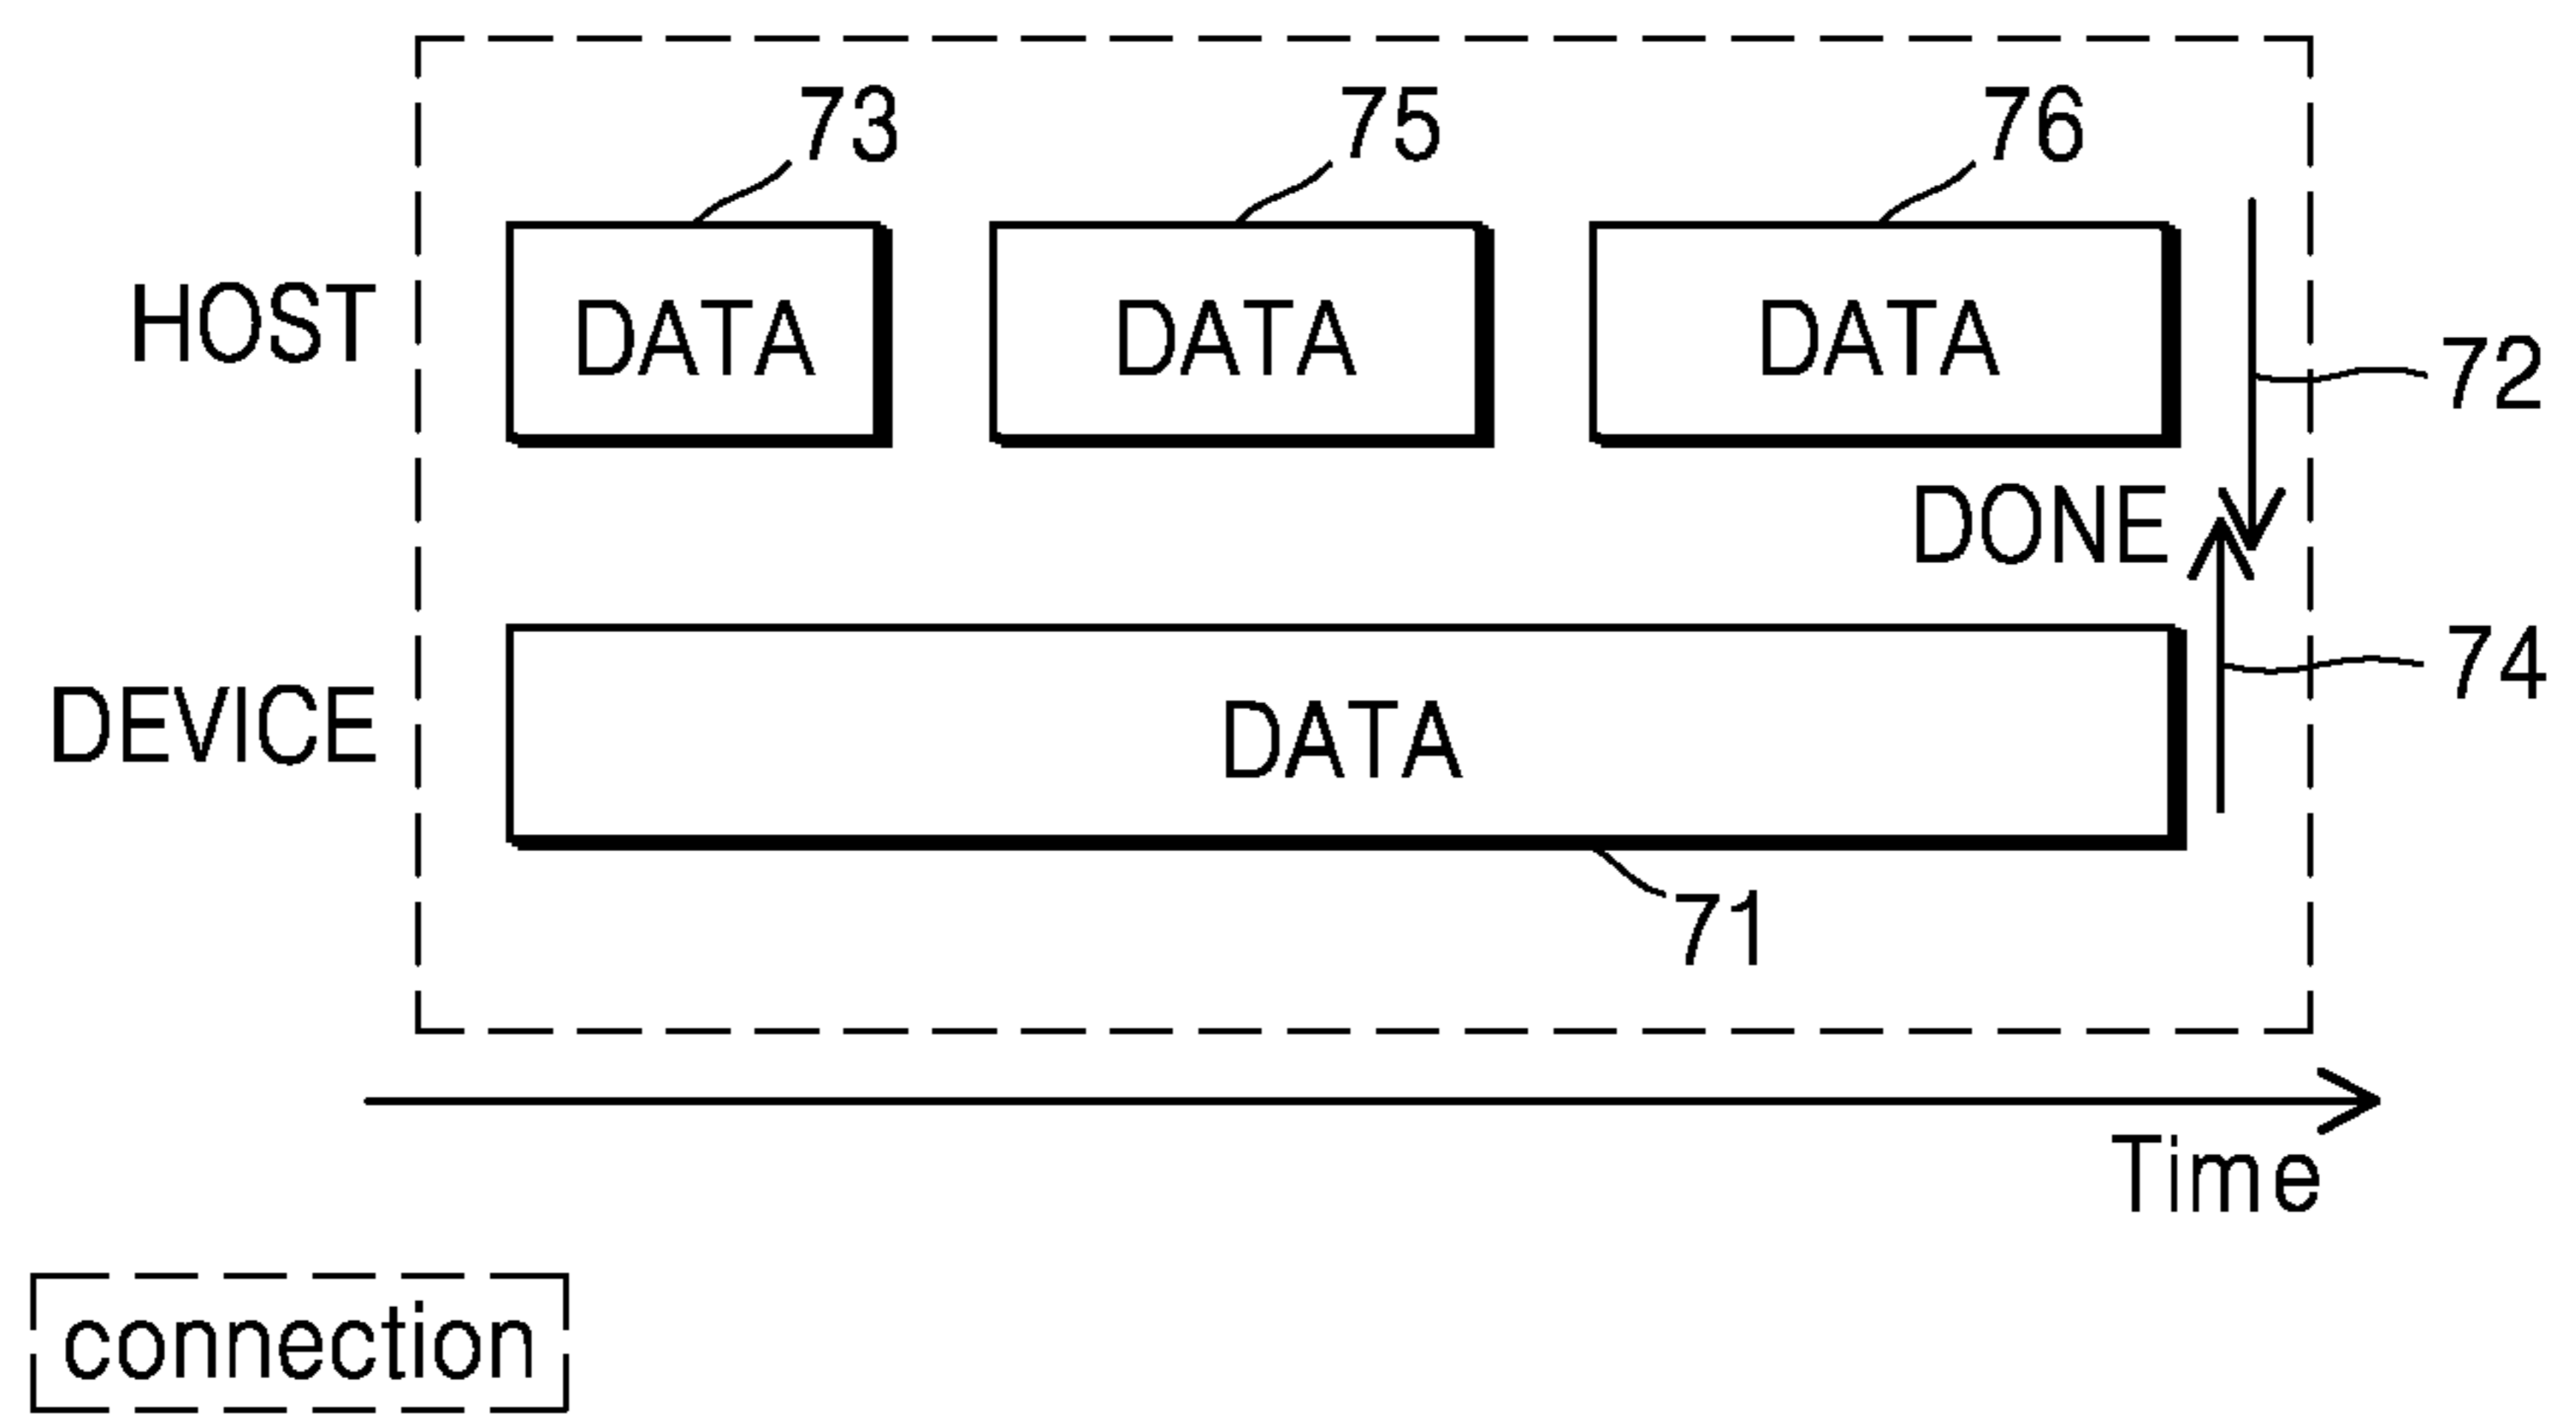 73 75 76
HOST DATA DATA DATA
72
DONE
DEVICE DATA 74
71
Time
connection